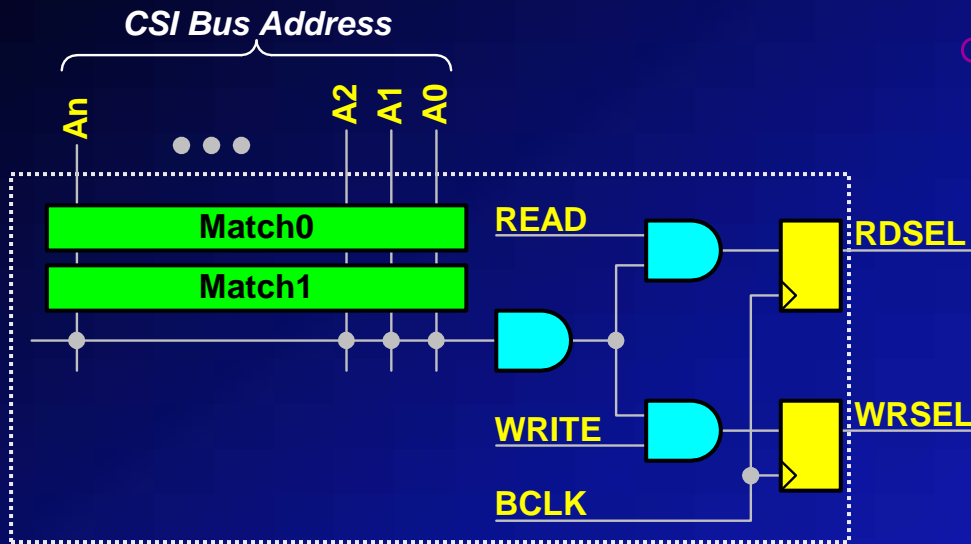 CSI Bus Address
An
A2
A1
A0
Match0
Match1
READ
RDSEL
WRITE
WRSEL
BCLK